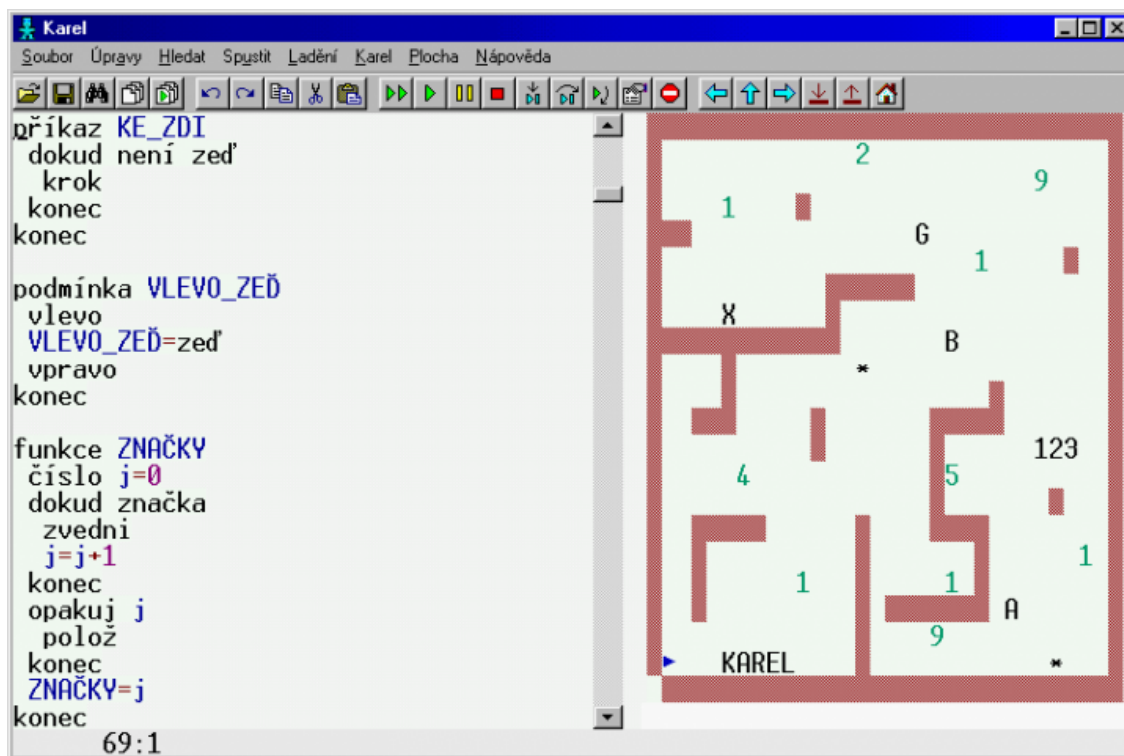 Karel
Soubor Úpravy Hledat Spustit Ladění Karel Plocha Nápověda
příkaz KE_ZDI
dokud není zeď
krok
konec
konec
podmínka VLEVO_ZEĎ
vlevo
VLEVO_ZEĎ=zeď
vpravo
konec
funkce ZNAČKY
číslo j=0
dokud značka
zvedni
j=j+1
konec
opakuj j
polož
konec
ZNAČKY=j
konec
69:1
2
9
1
G
1
X
B
*
123
4 5
1
1 1
A
9
KAREL *